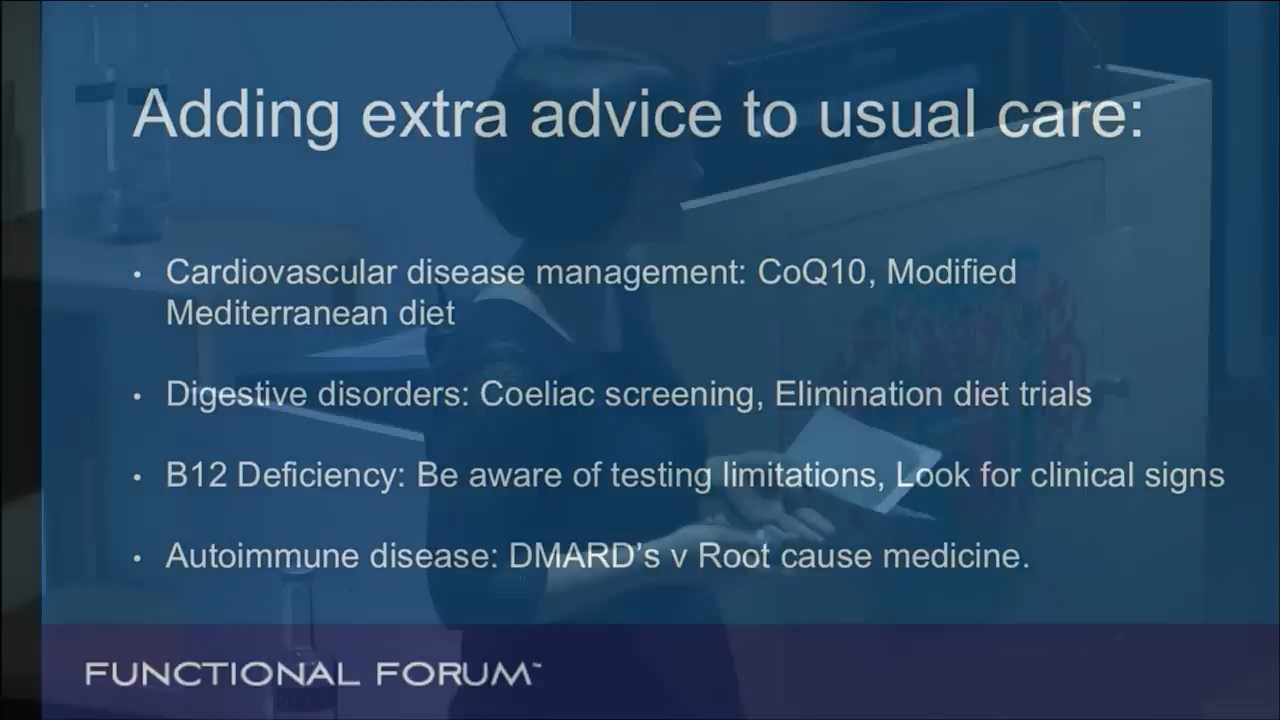 Adding extra advice to usual care:
• Cardiovascular disease management: CoQ10, Modified
Mediterranean diet
• Digestive disorders: Coeliac screening, Elimination diet trials
• B12 Deficiency: Be aware of testing limitations, Look for clinical signs
• Autoimmune disease: DMARD's v Root cause medicine.
FUNCTIONAL FORUM™